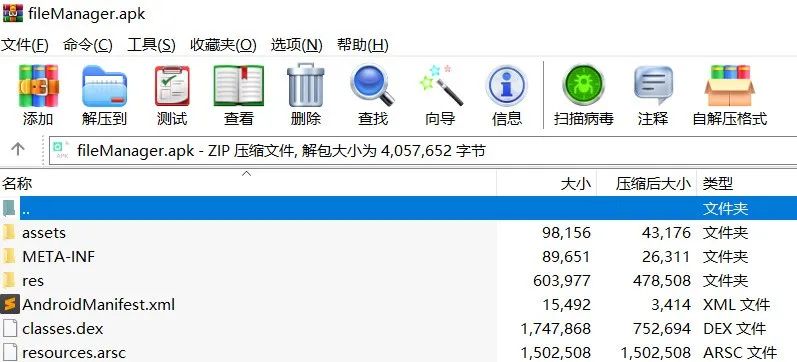 fileManager.apk
文件(F) 命令(C) 工具(S) 收藏夹(O) 选项(N) 帮助(H)
添加 解压到 测试 查看 删除 查找 向导 信息 扫描病毒 注释 自解压格式
fileManager.apk - ZIP 压缩文件, 解包大小为 4,057,652 字节
名称 大小 压缩后大小 类型
.. 文件夹
assets 98,156 43,176 文件夹
META-INF 89,651 26,311 文件夹
res 603,977 478,508 文件夹
AndroidManifest.xml 15,492 3,414 XML 文件
classes.dex 1,747,868 752,694 DEX 文件
resources.arsc 1,502,508 1,502,508 ARSC 文件